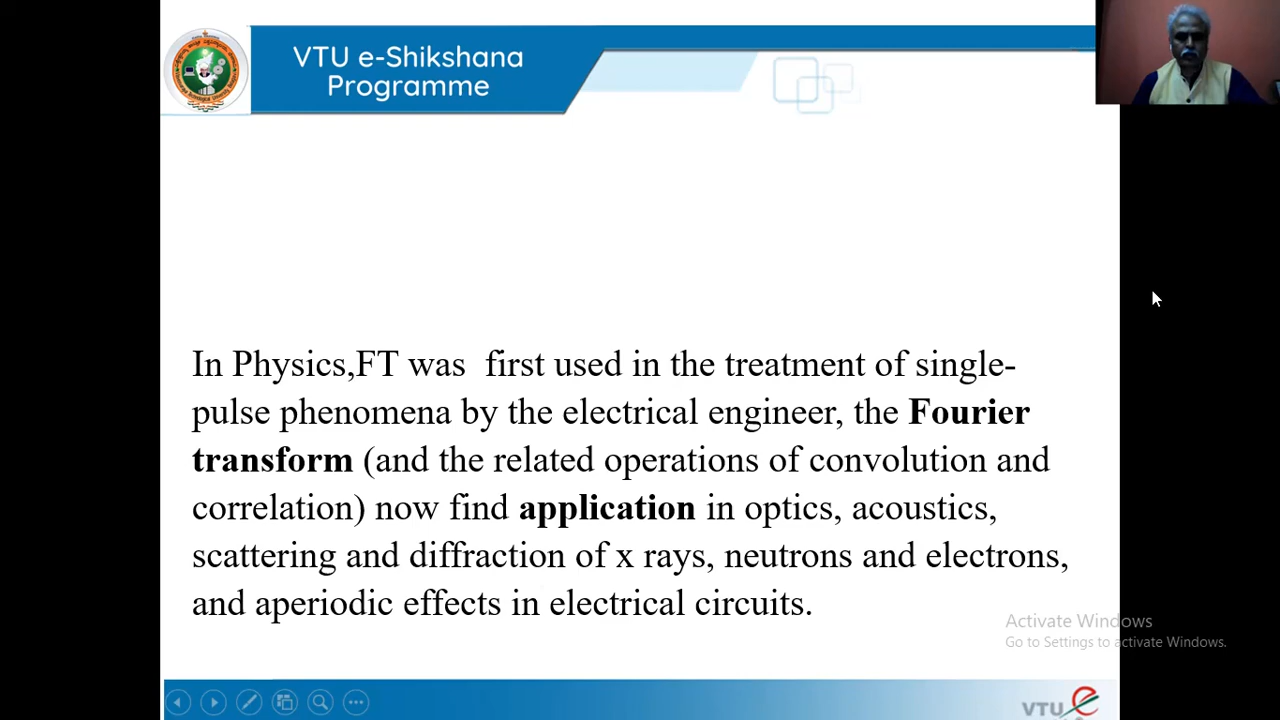 VTU e-Shikshana
Programme
In Physics,FT was first used in the treatment of single-
pulse phenomena by the electrical engineer, the Fourier
transform (and the related operations of convolution and
correlation) now find application in optics, acoustics,
scattering and diffraction of x rays, neutrons and electrons,
and aperiodic effects in electrical circuits.
Activate Windows
Go to Settings to activate Windows.
VTU e